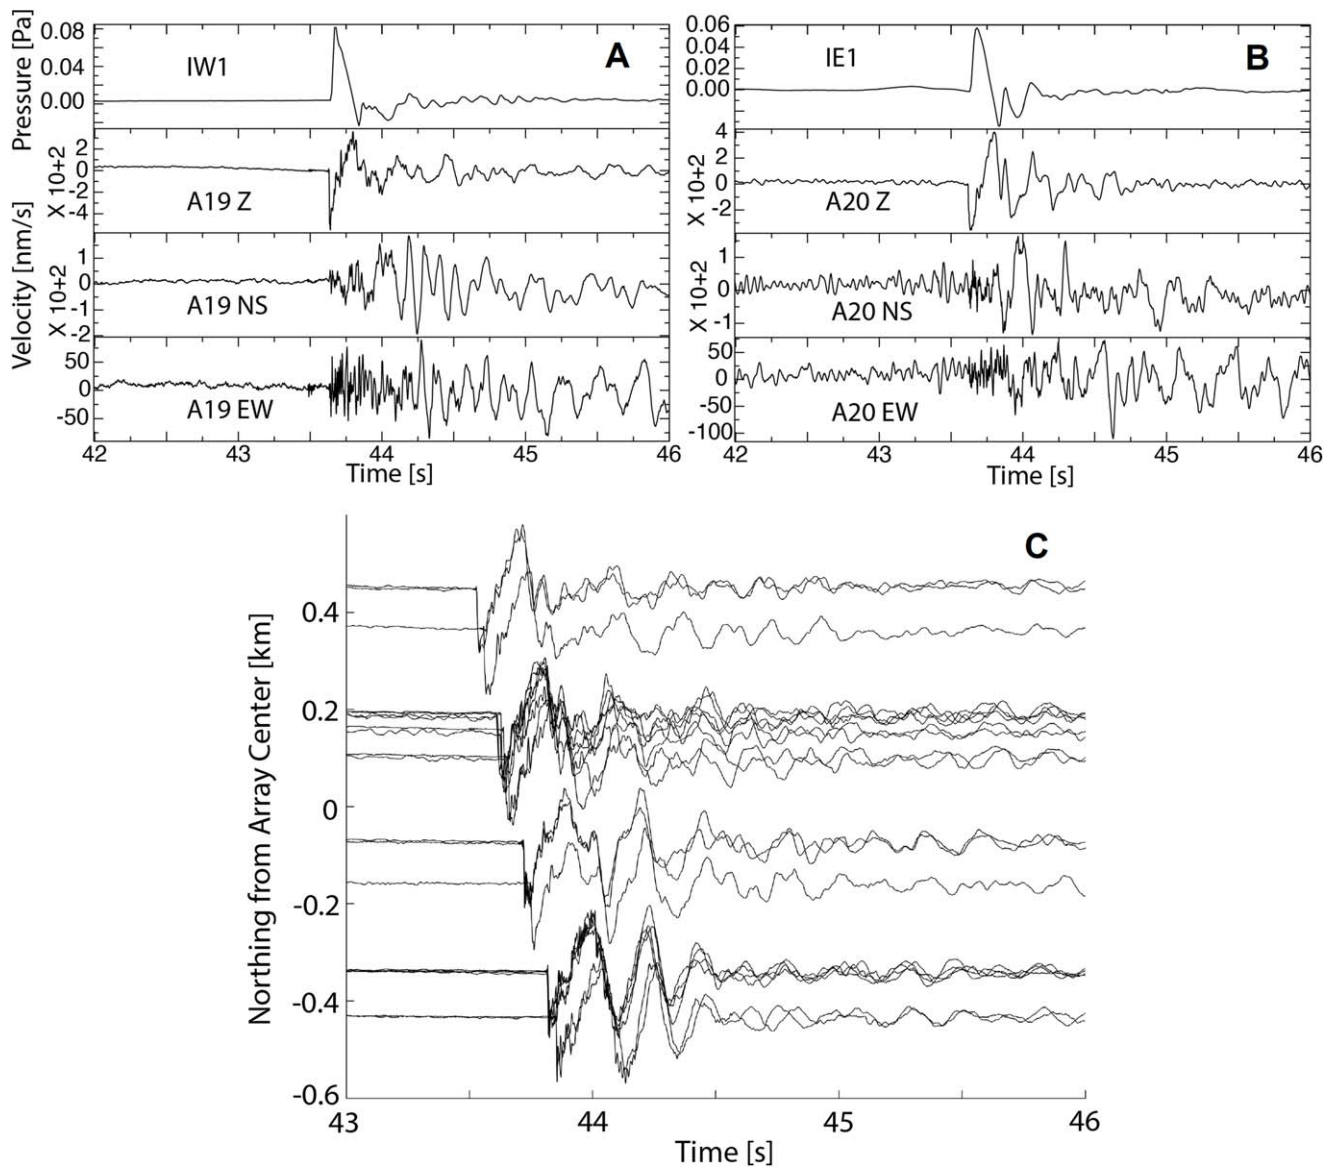 Pressure [Pa]
0.08
0.04
0.00
IW1
A
X 10+2
2
0
-2
-4
A19 Z
Velocity [nm/s]
X 10+2
1
0
-1
-2
A19 NS
50
0
-50
A19 EW
42 43 44 45 46
Time [s]
0.06
0.04
0.02
0.00
IE1
B
X 10+2
4
2
0
-2
A20 Z
X 10+2
1
0
-1
A20 NS
50
0
-50
-100
A20 EW
42 43 44 45 46
Time [s]
C
Northing from Array Center [km]
0.4
0.2
0
-0.2
-0.4
-0.6
43 44 45 46
Time [s]